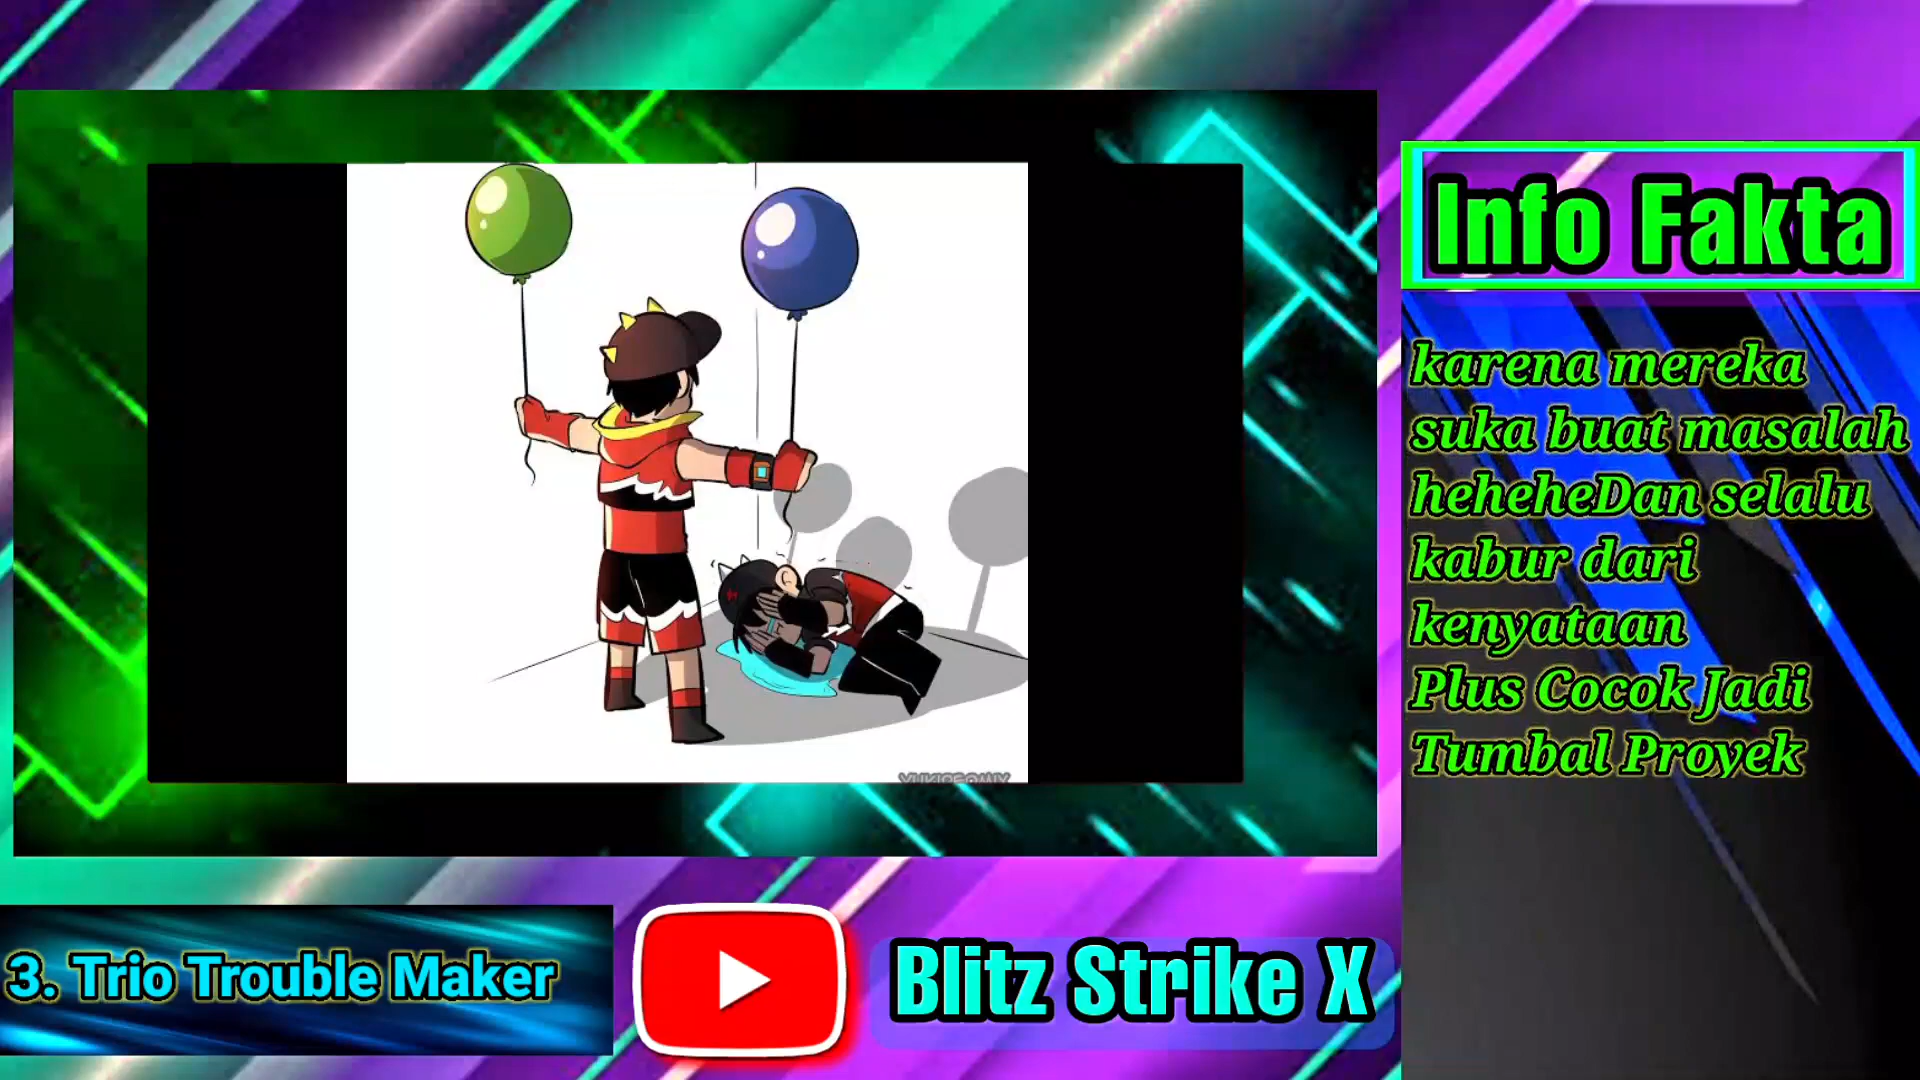 Info Fakta
karena mereka
suka buat masalah
heheheDan selalu
kabur dari
kenyataan
Plus Cocok Jadi
Tumbal Proyek
3. Trio Trouble Maker
Blitz Strike X